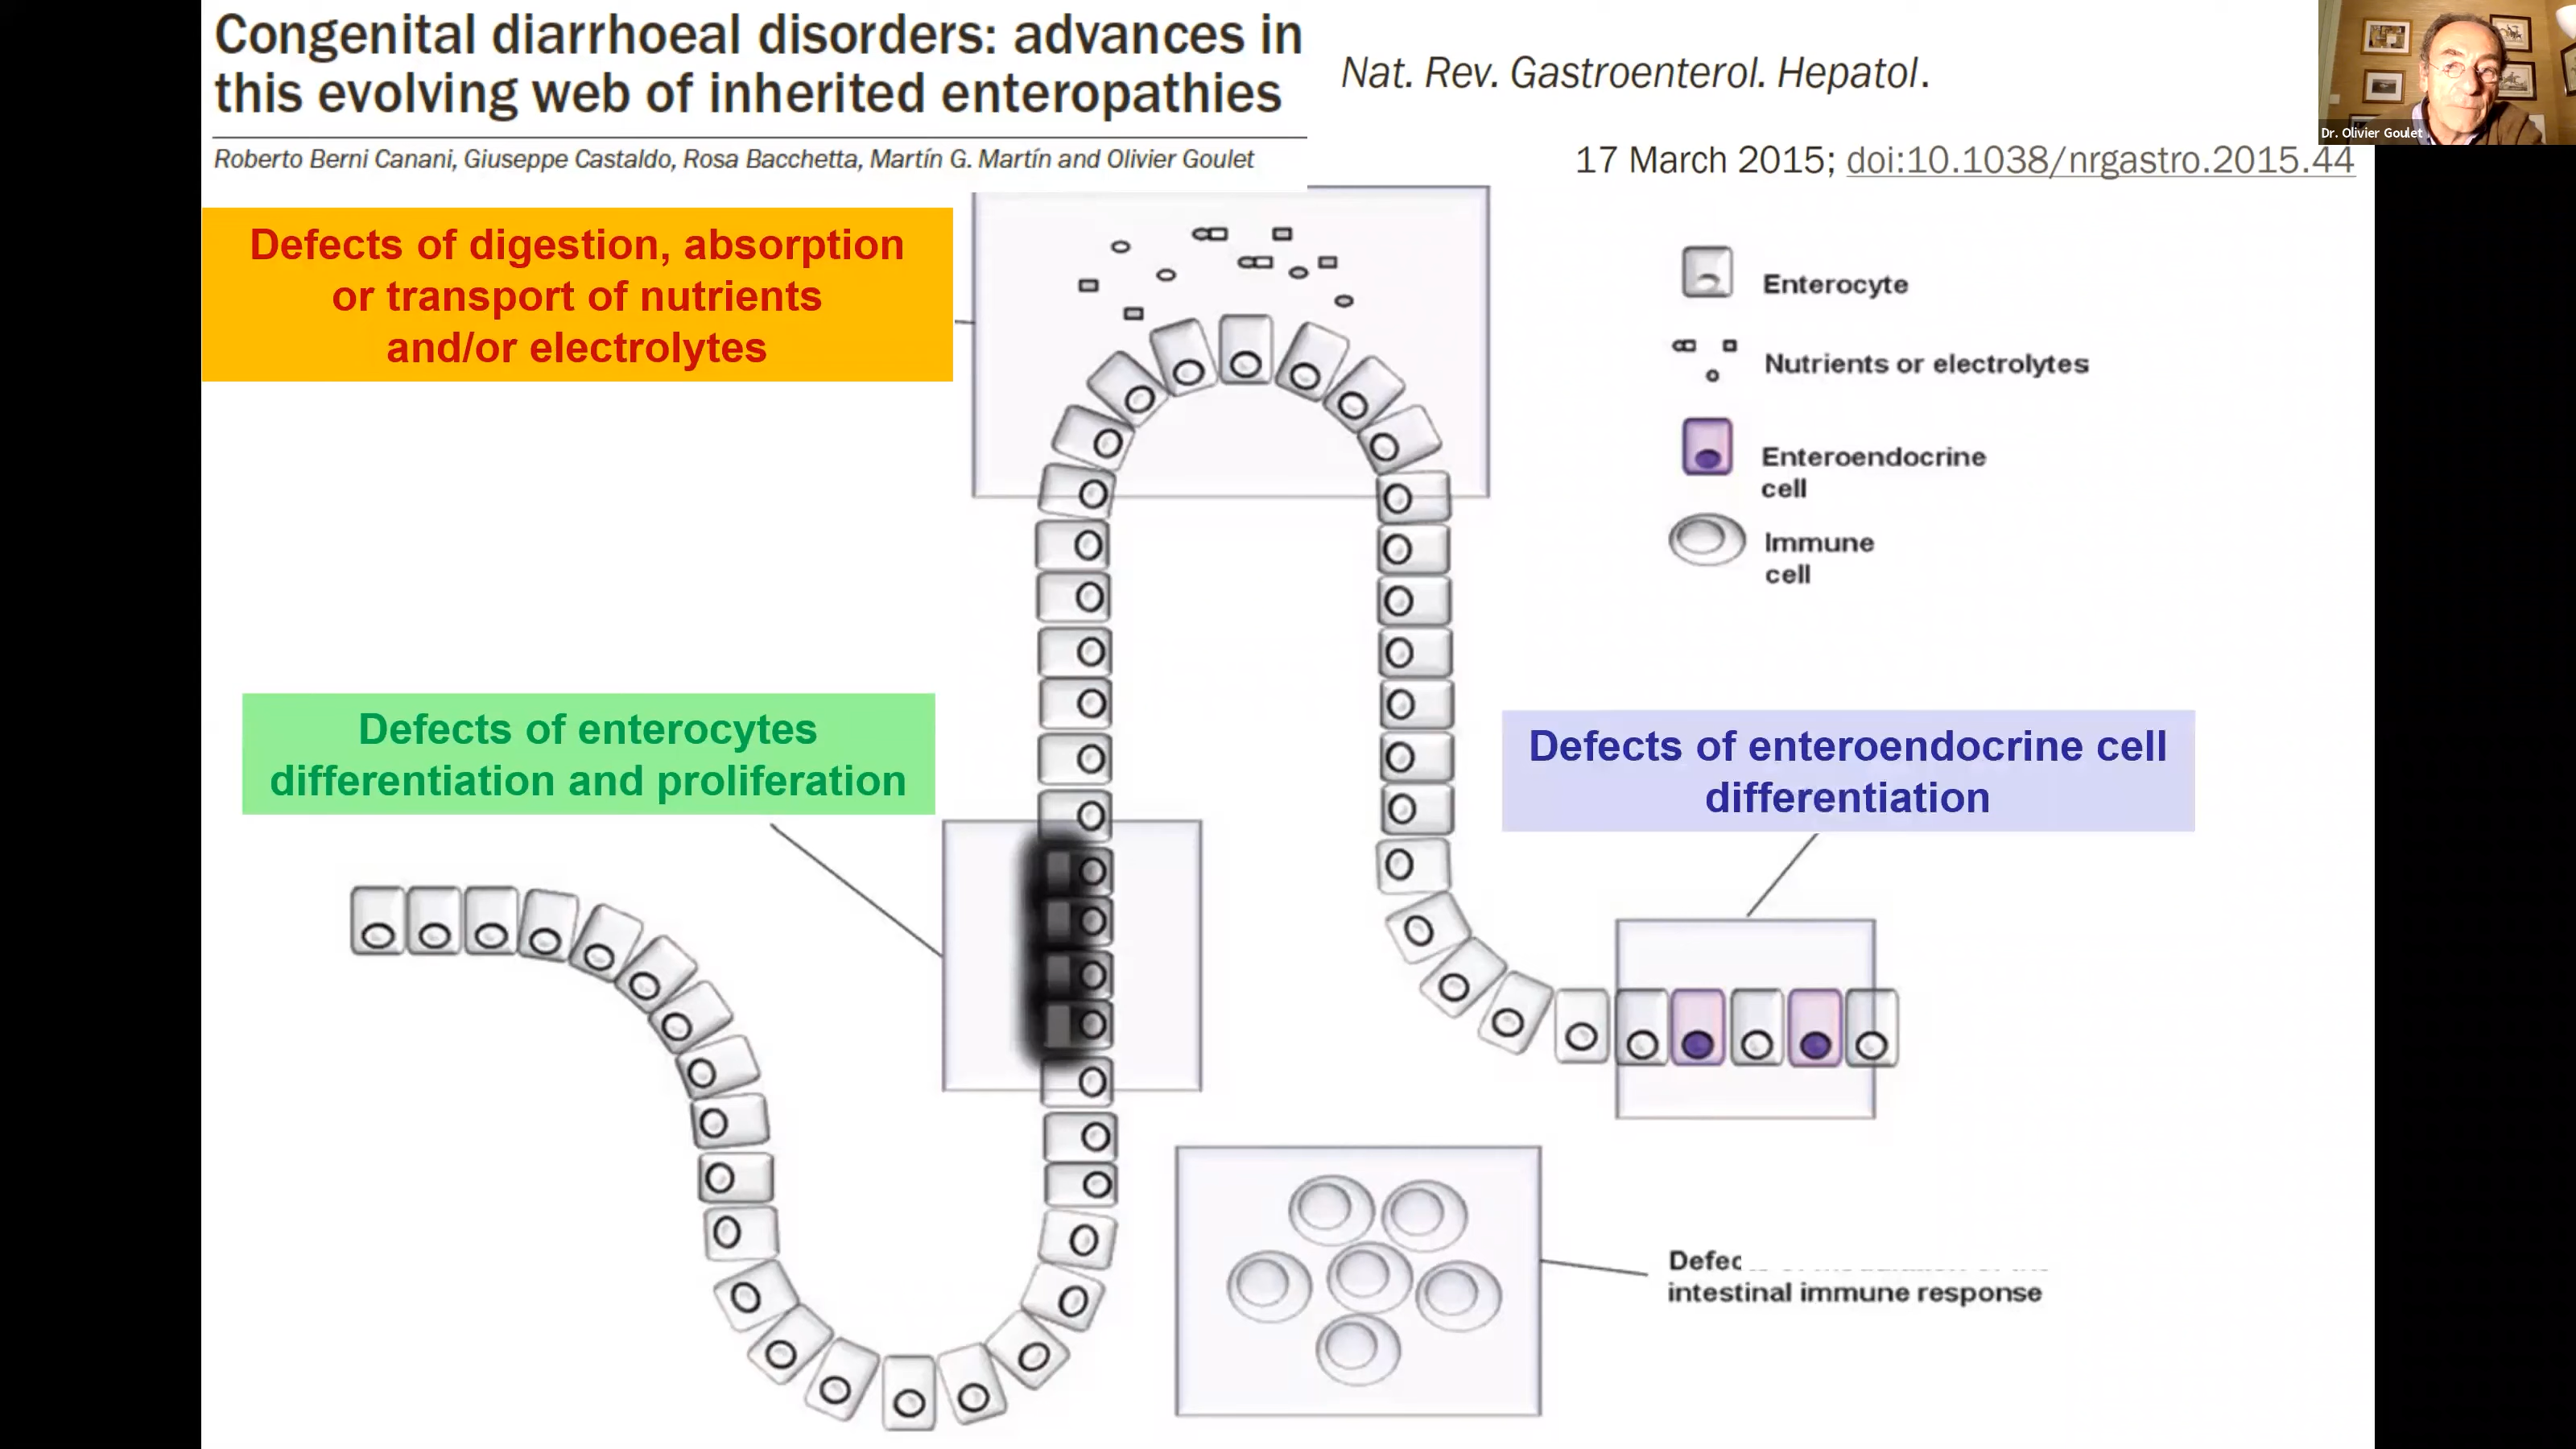 Congenital diarrhoeal disorders: advances in
this evolving web of inherited enteropathies
Nat. Rev. Gastroenterol. Hepatol.
Dr. Olivier Goulet
Roberto Berni Canani, Giuseppe Castaldo, Rosa Bacchetta, Martín G. Martín and Olivier Goulet
17 March 2015; doi:10.1038/nrgastro.2015.44
Defects of digestion, absorption
or transport of nutrients
and/or electrolytes
Enterocyte
Nutrients or electrolytes
Enteroendocrine
cell
Immune
cell
Defects of enterocytes
differentiation and proliferation
Defects of enteroendocrine cell
differentiation
intestinal immune response